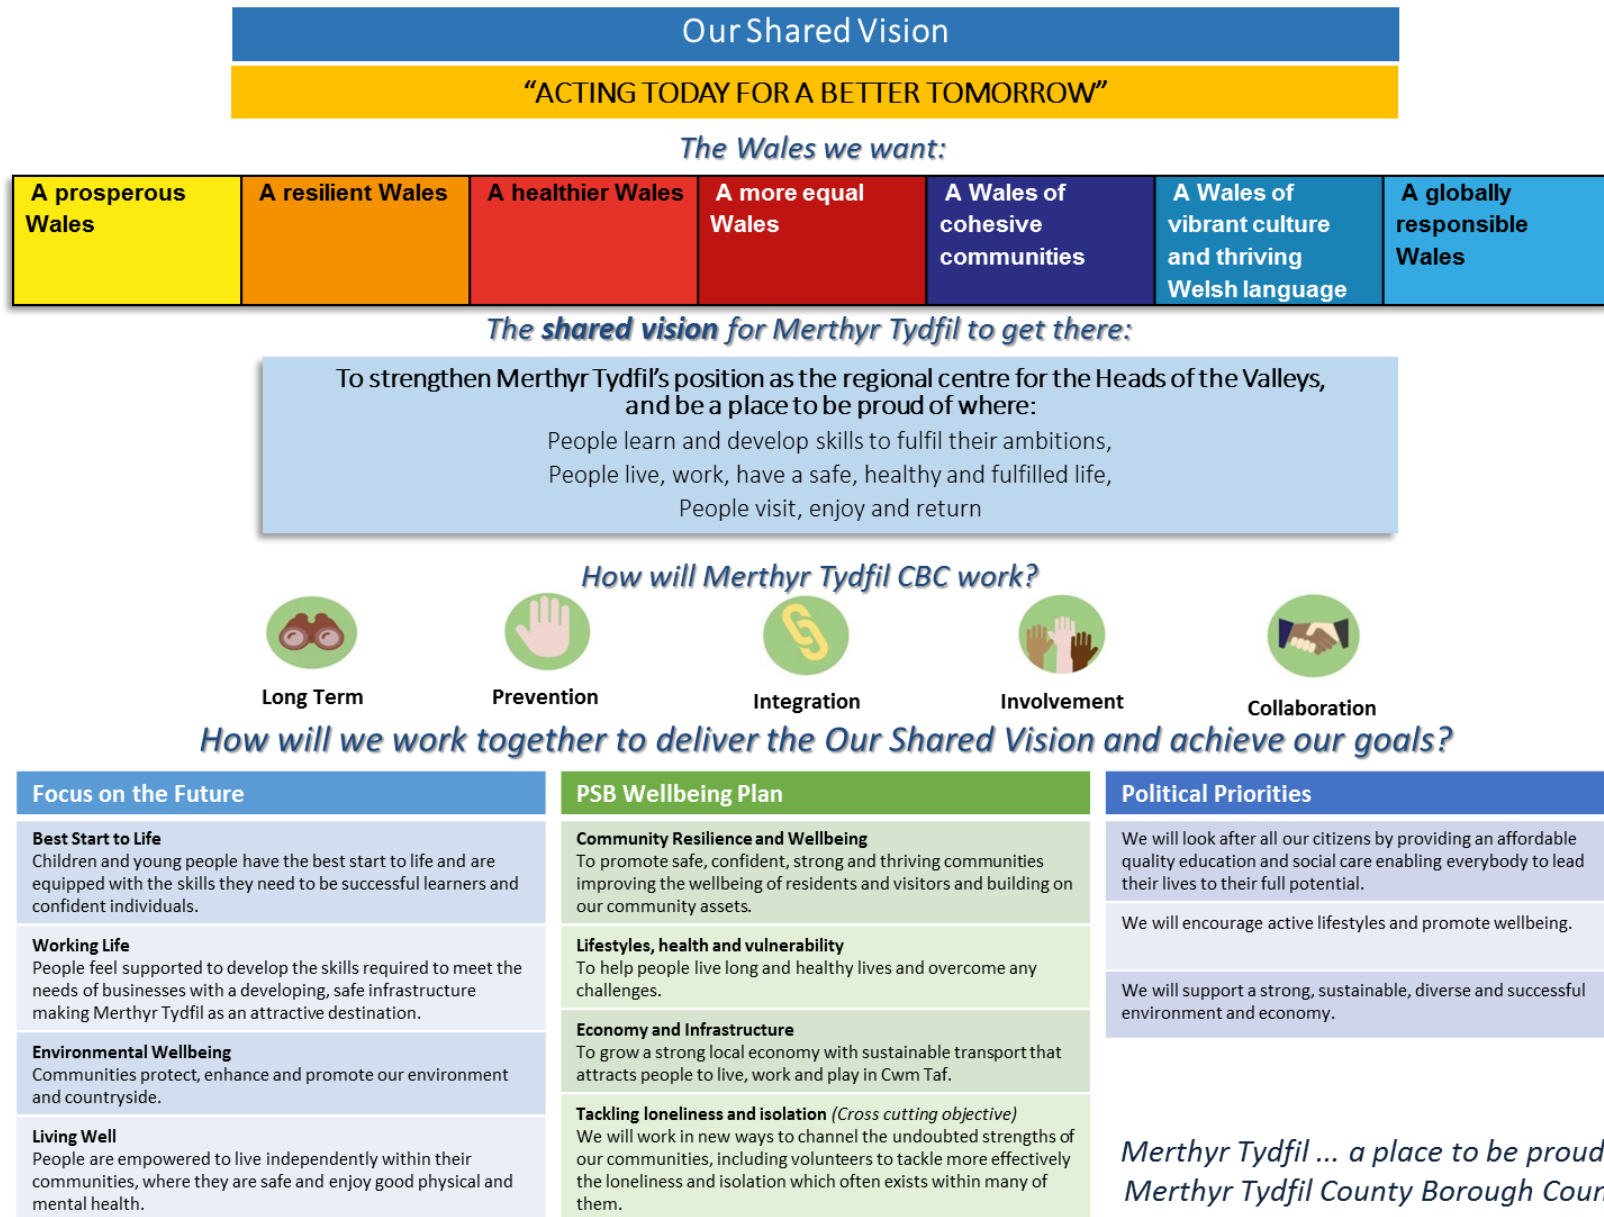 Our Shared Vision
“ACTING TODAY FOR A BETTER TOMORROW”
The Wales we want:
A prosperous
Wales
A resilient Wales
A healthier Wales
A more equal
Wales
A Wales of
cohesive
communities
A Wales of
vibrant culture
and thriving
Welsh language
A globally
responsible
Wales
The shared vision for Merthyr Tydfil to get there:
To strengthen Merthyr Tydfil’s position as the regional centre for the Heads of the Valleys,
and be a place to be proud of where:
People learn and develop skills to fulfil their ambitions,
People live, work, have a safe, healthy and fulfilled life,
People visit, enjoy and return
How will Merthyr Tydfil CBC work?
Long Term
Prevention
Integration
Involvement
Collaboration
How will we work together to deliver the Our Shared Vision and achieve our goals?
Focus on the Future
Best Start to Life
Children and young people have the best start to life and are
equipped with the skills they need to be successful learners and
confident individuals.
Working Life
People feel supported to develop the skills required to meet the
needs of businesses with a developing, safe infrastructure
making Merthyr Tydfil as an attractive destination.
Environmental Wellbeing
Communities protect, enhance and promote our environment
and countryside.
Living Well
People are empowered to live independently within their
communities, where they are safe and enjoy good physical and
mental health.
PSB Wellbeing Plan
Community Resilience and Wellbeing
To promote safe, confident, strong and thriving communities
improving the wellbeing of residents and visitors and building on
our community assets.
Lifestyles, health and vulnerability
To help people live long and healthy lives and overcome any
challenges.
Economy and Infrastructure
To grow a strong local economy with sustainable transport that
attracts people to live, work and play in Cwm Taf.
Tackling loneliness and isolation (Cross cutting objective)
We will work in new ways to channel the undoubted strengths of
our communities, including volunteers to tackle more effectively
the loneliness and isolation which often exists within many of
them.
Political Priorities
We will look after all our citizens by providing an affordable
quality education and social care enabling everybody to lead
their lives to their full potential.
We will encourage active lifestyles and promote wellbeing.
We will support a strong, sustainable, diverse and successful
environment and economy.
Merthyr Tydfil ... a place to be proud
Merthyr Tydfil County Borough Coun